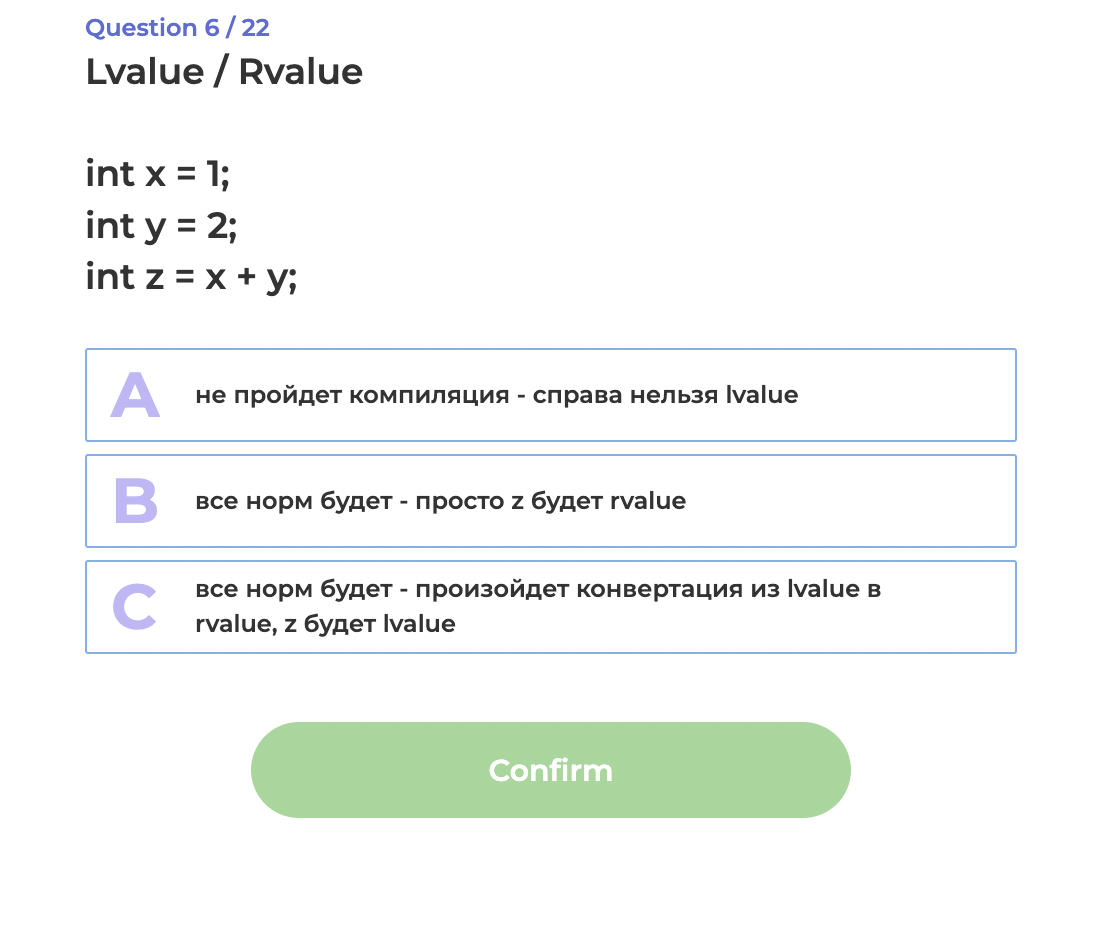 Question 6 / 22
Lvalue / Rvalue
int x = 1;
int y = 2;
int z = x + y;
A
не пройдет компиляция - справа нельзя lvalue
B
все норм будет - просто z будет rvalue
C
все норм будет - произойдет конвертация из lvalue в
rvalue, z будет lvalue
Confirm